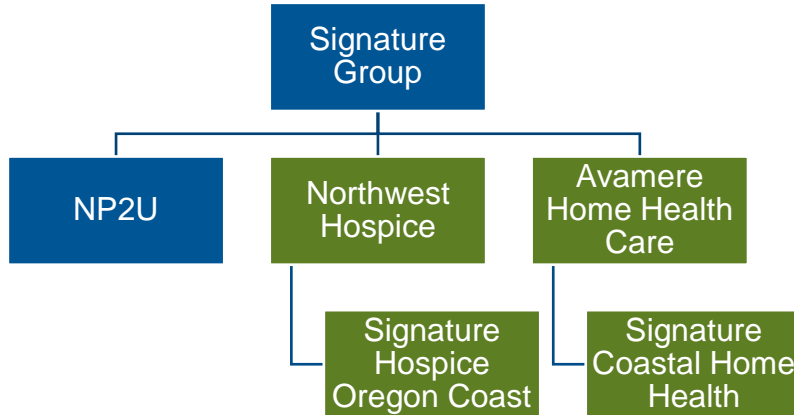 Signature
Group
NP2U
Northwest
Hospice
Avamere
Home Health
Care
Signature
Hospice
Oregon Coast
Signature
Coastal Home
Health